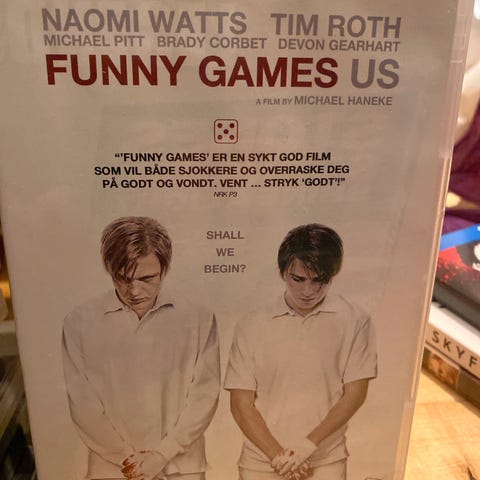 NAOMI WATTS TIM ROTH
MICHAEL PITT BRADY CORBET DEVON GEARHART
FUNNY GAMES US
A FILM BY MICHAEL HANEKE
“'FUNNY GAMES' ER EN SYKT GOD FILM
SOM VIL BÅDE SJOKKERE OG OVERRASKE DEG
PÅ GODT OG VONDT. VENT ... STRYK 'GODT'!”
NRK P3
SHALL
WE
BEGIN?
SKYF